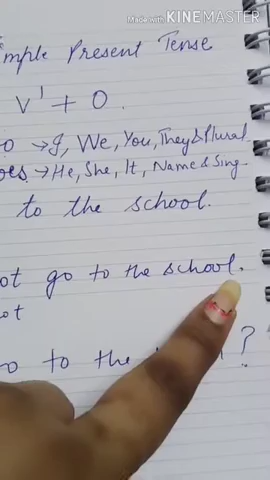 Made with KINEMASTER
imple Present Tense
V¹ + O.
o → I, We, You, They & Plural
oes → He, She, It, Name & Sing.
to the school.
ot go to the school.
ot
o to the ?